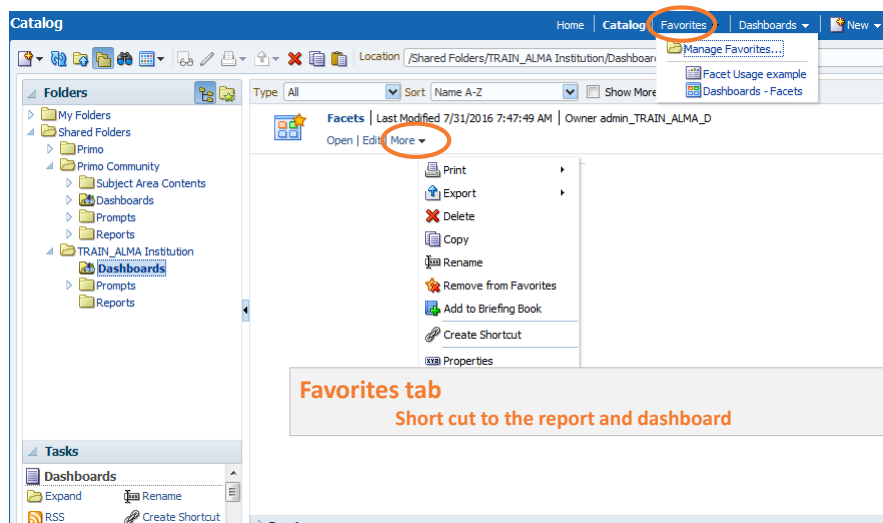 Catalog
Home Catalog Favorites Dashboards New
Location /Shared Folders/TRAIN_ALMA Institution/Dashboar
Manage Favorites...
Facet Usage example
Dashboards - Facets
Folders
My Folders
Shared Folders
Primo
Primo Community
Subject Area Contents
Dashboards
Prompts
Reports
TRAIN_ALMA Institution
Dashboards
Prompts
Reports
Type All Sort Name A-Z Show More
Facets | Last Modified 7/31/2016 7:47:49 AM | Owner admin_TRAIN_ALMA_D
Open | Edit | More
Print
Export
Delete
Copy
Rename
Remove from Favorites
Add to Briefing Book
Create Shortcut
Properties
Favorites tab
Short cut to the report and dashboard
Tasks
Dashboards
Expand Rename
RSS Create Shortcut